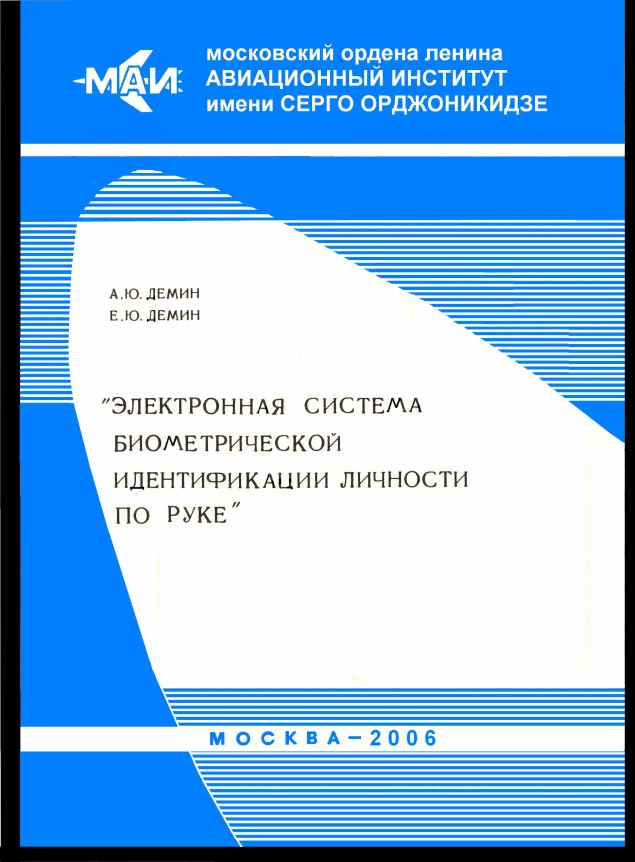 МАИ
московский ордена ленина
АВИАЦИОННЫЙ ИНСТИТУТ
имени СЕРГО ОРДЖОНИКИДЗЕ
А.Ю. ДЕМИН
Е.Ю. ДЕМИН
"ЭЛЕКТРОННАЯ СИСТЕМА
БИОМЕТРИЧЕСКОЙ
ИДЕНТИФИКАЦИИ ЛИЧНОСТИ
ПО РУКЕ"
МОСКВА–2006